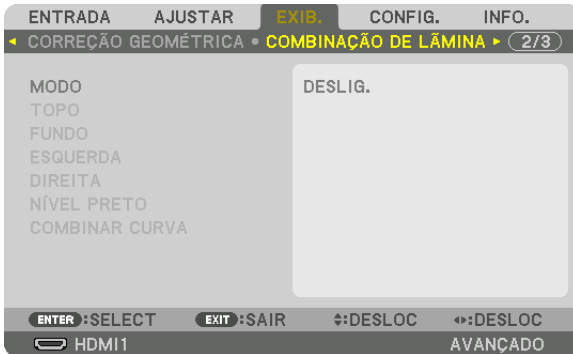 ENTRADA AJUSTAR EXIB. CONFIG. INFO.
CORREÇÃO GEOMÉTRICA • COMBINAÇÃO DE LÃMINA 2/3
MODO DESLIG.
TOPO
FUNDO
ESQUERDA
DIREITA
NÍVEL PRETO
COMBINAR CURVA
ENTER :SELECT EXIT :SAIR :DESLOC :DESLOC
HDMI1 AVANÇADO